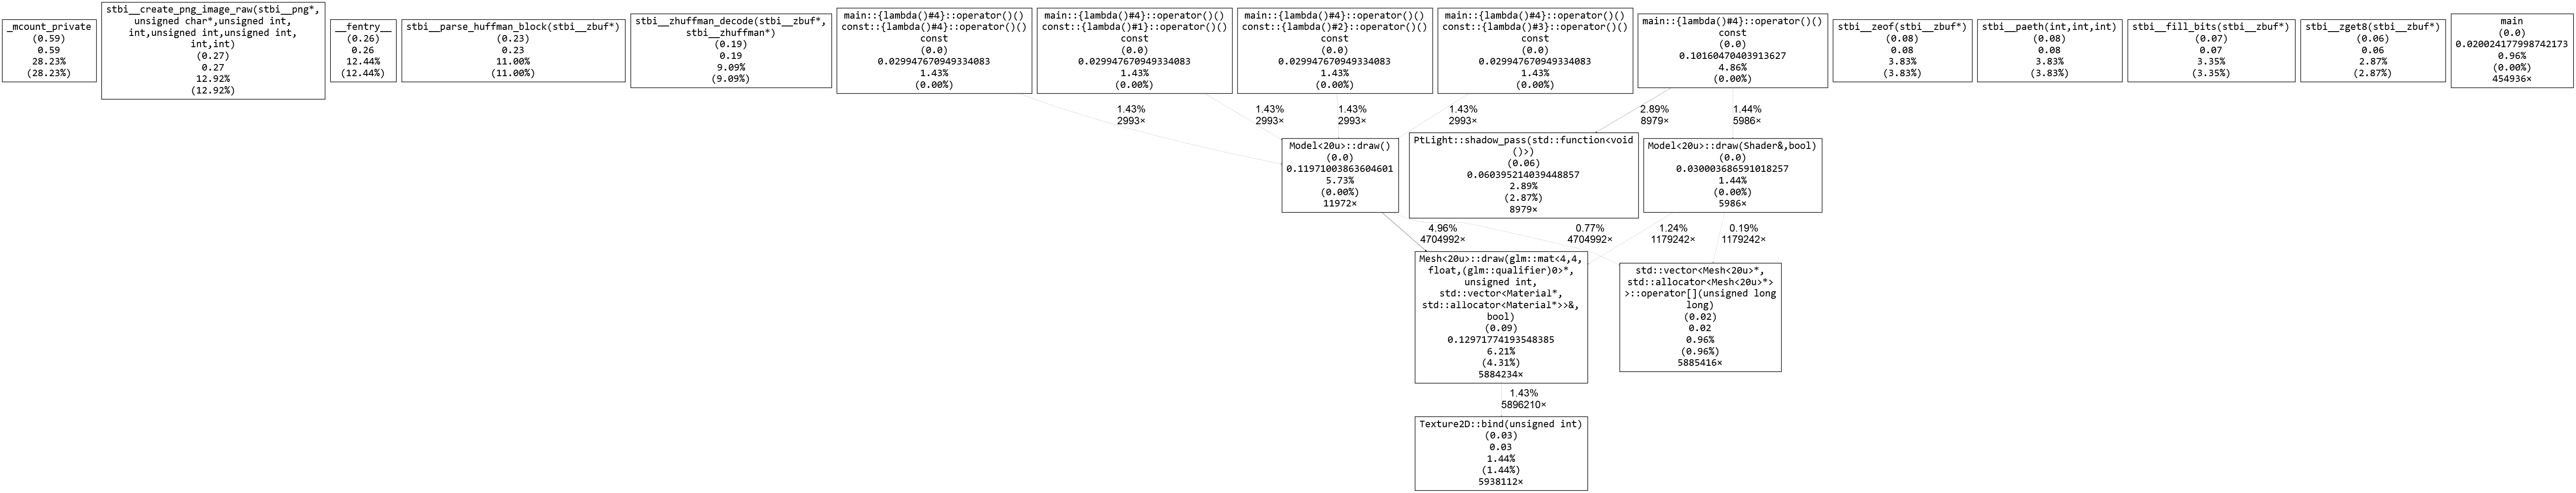 _mcount_private
(0.59)
0.59
28.23%
(28.23%)
stbi__create_png_image_raw(stbi__png*,
unsigned char*,unsigned int,
int,unsigned int,unsigned int,
int,int)
(0.27)
0.27
12.92%
(12.92%)
__fentry__
(0.26)
0.26
12.44%
(12.44%)
stbi__parse_huffman_block(stbi__zbuf*)
(0.23)
0.23
11.00%
(11.00%)
stbi__zhuffman_decode(stbi__zbuf*,
stbi__zhuffman*)
(0.19)
0.19
9.09%
(9.09%)
main::{lambda()#4}::operator()()
const::{lambda()#4}::operator()()
const
(0.0)
0.029947670949334083
1.43%
(0.00%)
main::{lambda()#4}::operator()()
const::{lambda()#1}::operator()()
const
(0.0)
0.029947670949334083
1.43%
(0.00%)
main::{lambda()#4}::operator()()
const::{lambda()#2}::operator()()
const
(0.0)
0.029947670949334083
1.43%
(0.00%)
main::{lambda()#4}::operator()()
const::{lambda()#3}::operator()()
const
(0.0)
0.029947670949334083
1.43%
(0.00%)
main::{lambda()#4}::operator()()
const
(0.0)
0.10160470403913627
4.86%
(0.00%)
stbi__zeof(stbi__zbuf*)
(0.08)
0.08
3.83%
(3.83%)
stbi__paeth(int,int,int)
(0.08)
0.08
3.83%
(3.83%)
stbi__fill_bits(stbi__zbuf*)
(0.07)
0.07
3.35%
(3.35%)
stbi__zget8(stbi__zbuf*)
(0.06)
0.06
2.87%
(2.87%)
main
(0.0)
0.020024177998742173
0.96%
(0.00%)
454936×
1.43%
2993×
1.43%
2993×
1.43%
2993×
1.43%
2993×
2.89%
8979×
1.44%
5986×
Model<20u>::draw()
(0.0)
0.11971003863604601
5.73%
(0.00%)
11972×
PtLight::shadow_pass(std::function<void
()>)
(0.06)
0.060395214039448857
2.89%
(2.87%)
8979×
Model<20u>::draw(Shader&,bool)
(0.0)
0.030003686591018257
1.44%
(0.00%)
5986×
4.96%
4704992×
0.77%
4704992×
1.24%
1179242×
0.19%
1179242×
Mesh<20u>::draw(glm::mat<4,4,
float,(glm::qualifier)0>*,
unsigned int,
std::vector<Material*,
std::allocator<Material*>>&,
bool)
(0.09)
0.12971774193548385
6.21%
(4.31%)
5884234×
std::vector<Mesh<20u>*,
std::allocator<Mesh<20u>*>
>::operator[](unsigned long
long)
(0.02)
0.02
0.96%
(0.96%)
5885416×
1.43%
5896210×
Texture2D::bind(unsigned int)
(0.03)
0.03
1.44%
(1.44%)
5938112×